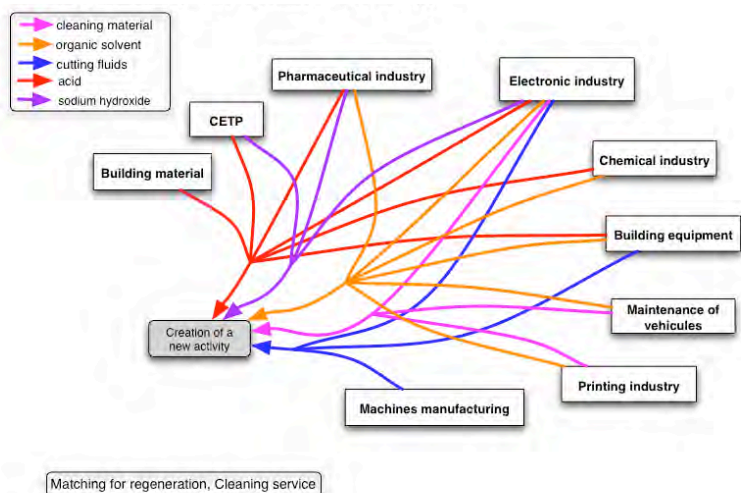 cleaning material
organic solvent
cutting fluids
acid
sodium hydroxide
Pharmaceutical industry
Electronic industry
CETP
Building material
Chemical industry
Building equipment
Maintenance of
vehicules
Printing industry
Machines manufacturing
Creation of a
new activity
Matching for regeneration, Cleaning service